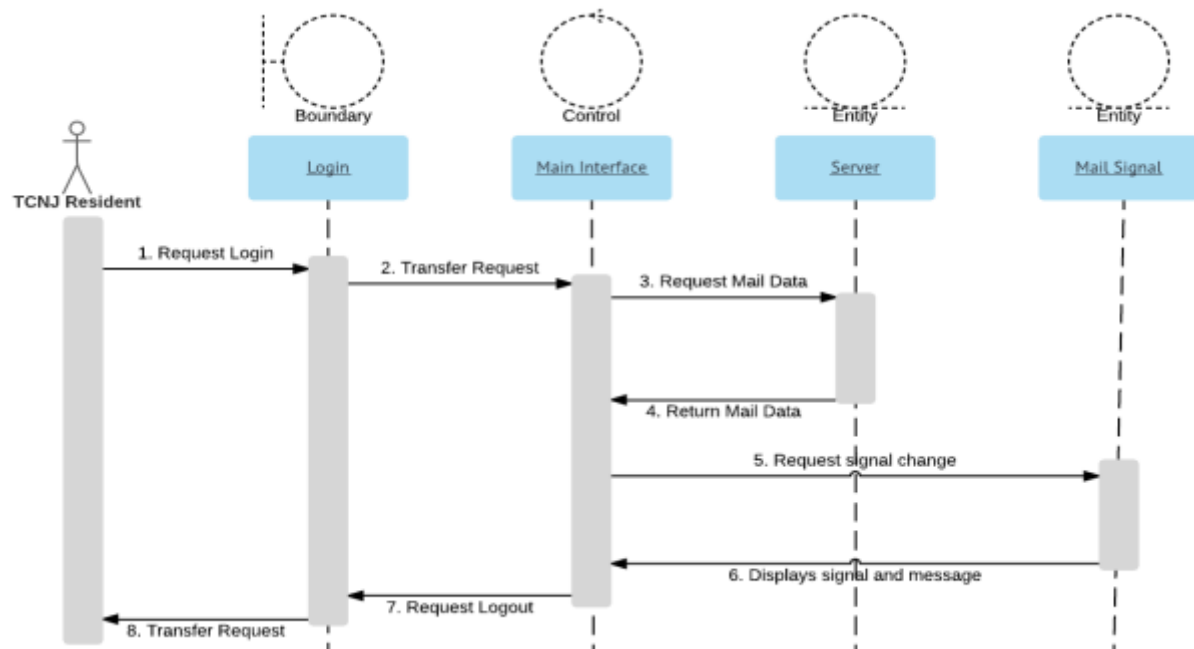 Boundary
Control
Entity
Entity
Login
Main Interface
Server
Mail Signal
TCNJ Resident
1. Request Login
2. Transfer Request
3. Request Mail Data
4. Return Mail Data
5. Request signal change
6. Displays signal and message
7. Request Logout
8. Transfer Request